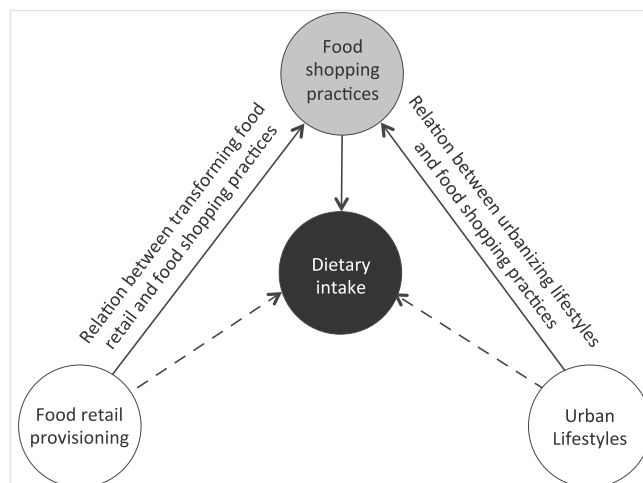 Food
shopping
practices
Relation between transforming food
retail and food shopping practices
Relation between urbanizing lifestyles
and food shopping practices
Dietary
intake
Food retail
provisioning
Urban
Lifestyles